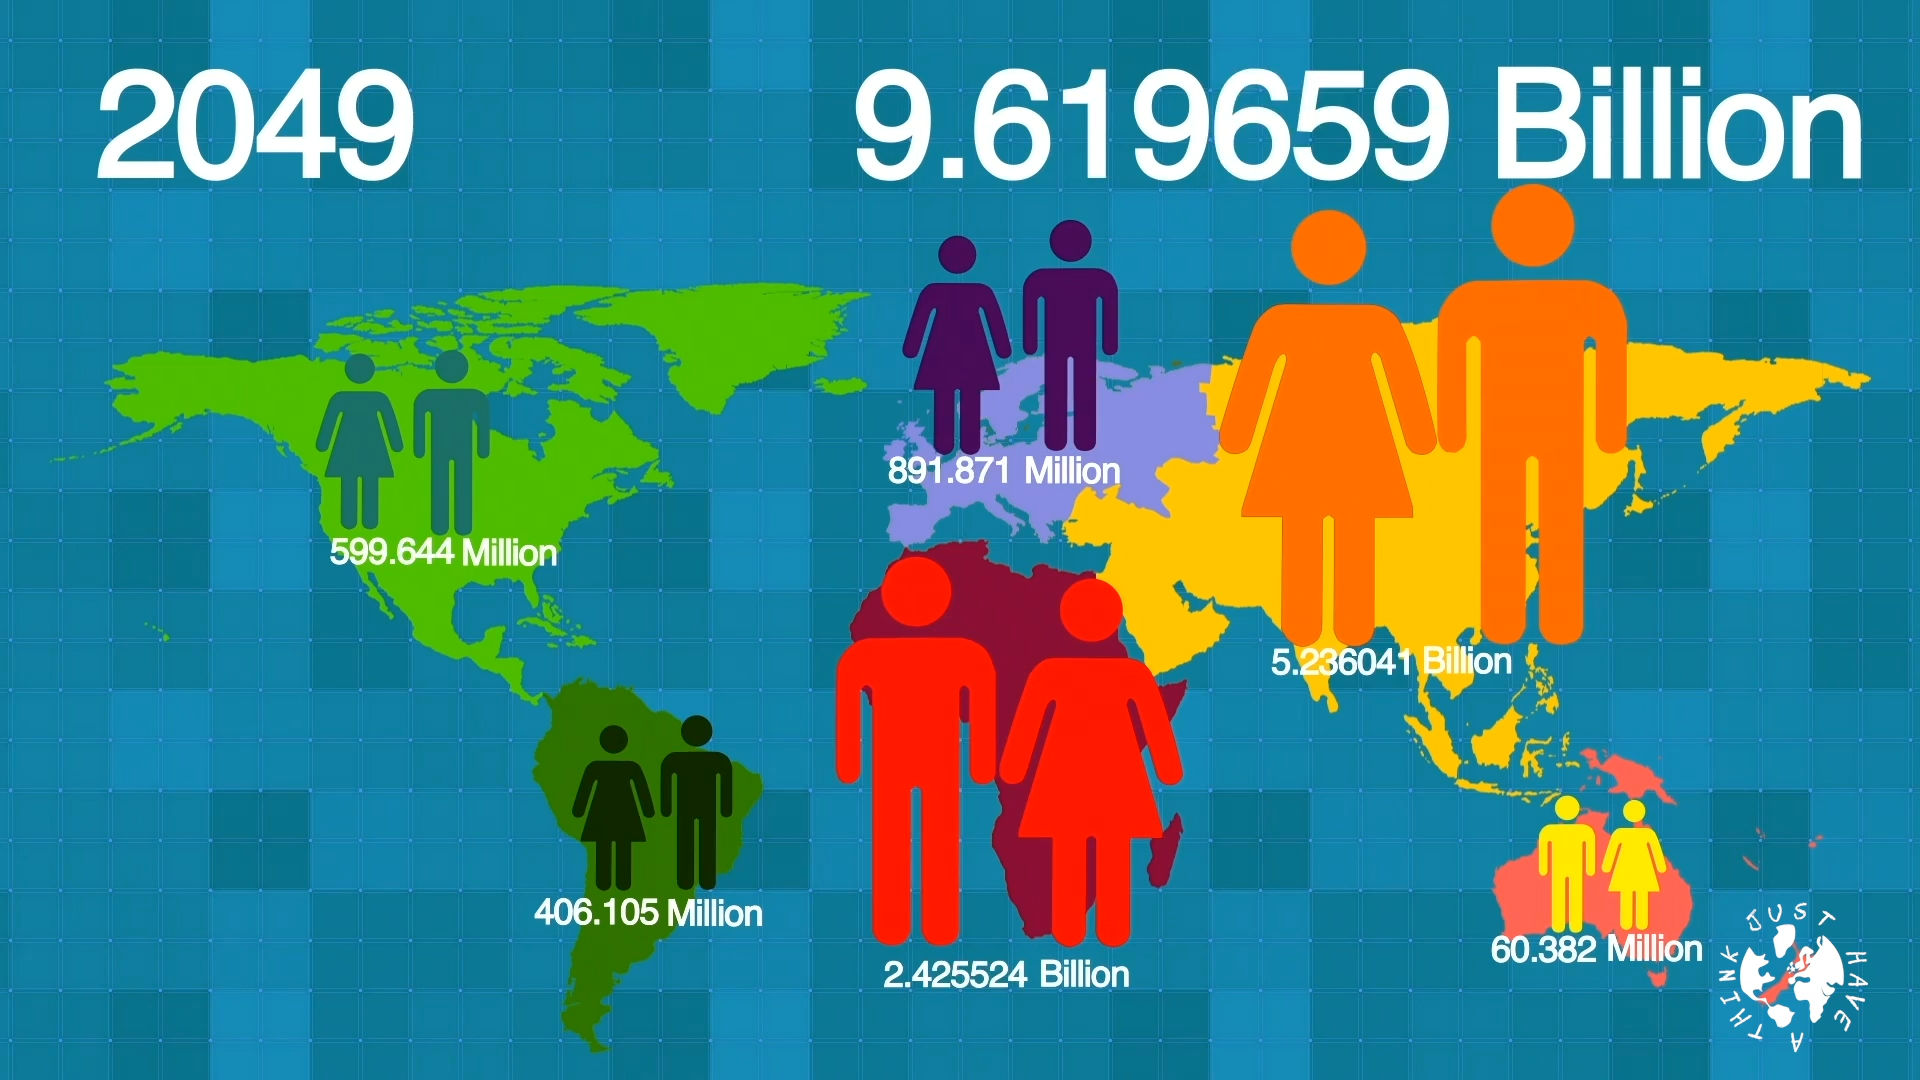 2049
9.619659 Billion
891.871 Million
599.644 Million
5.236041 Billion
406.105 Million
60.382 Million
2.425524 Billion
JUST HAVE A THINK